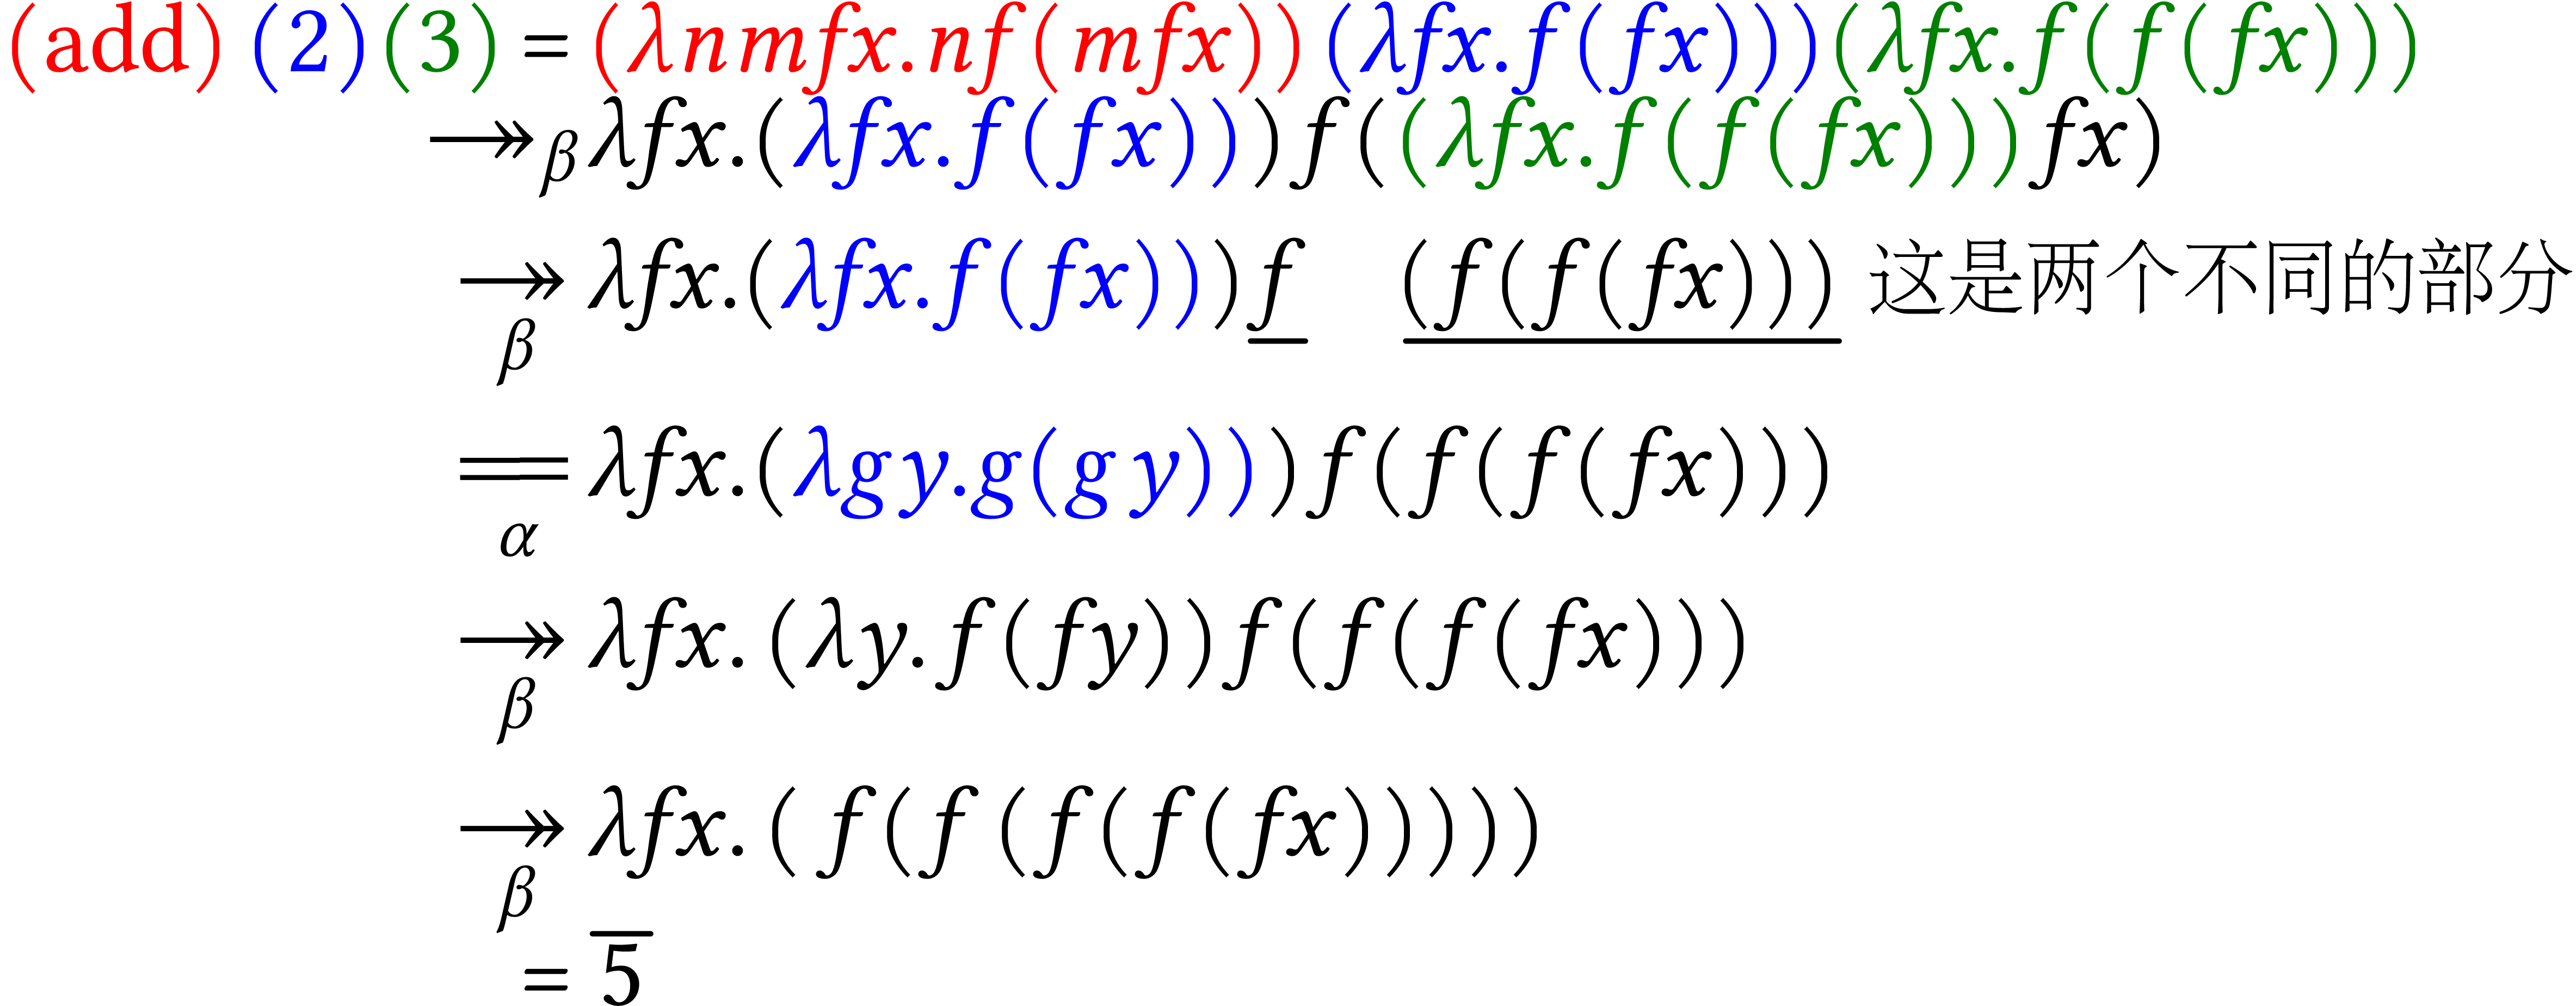 (add) (2)(3) = (λnmfx.nf(mfx))(λfx.f(fx)))(λfx.f(f(fx)))
↠β λfx.(λfx.f(fx)))f((λfx.f(f(fx)))fx)
↠β λfx.(λfx.f(fx)))f (f(f(fx))) 这是两个不同的部分
=α λfx.(λgy.g(gy)))f(f(f(fx)))
↠β λfx.(λy.f(fy))f(f(f(fx)))
↠β λfx.( f(f(f(f(fx)))))
= 5̅